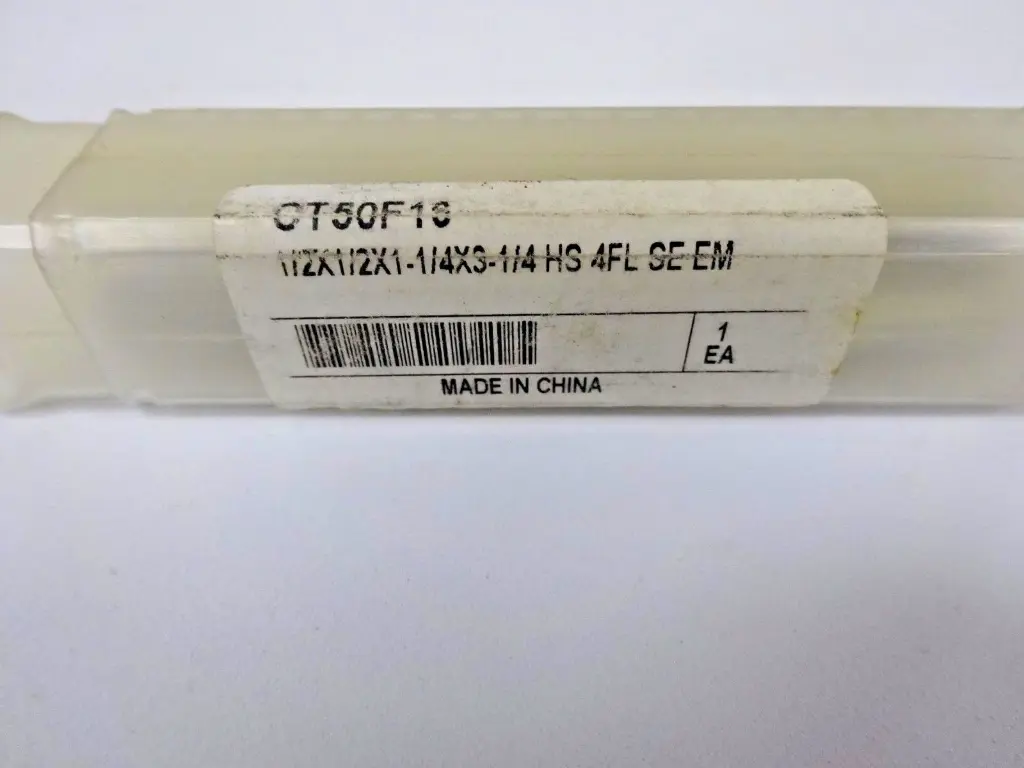 CT50F16
1/2X1/2X1-1/4X3-1/4 HS 4FL SE EM
1
EA
MADE IN CHINA